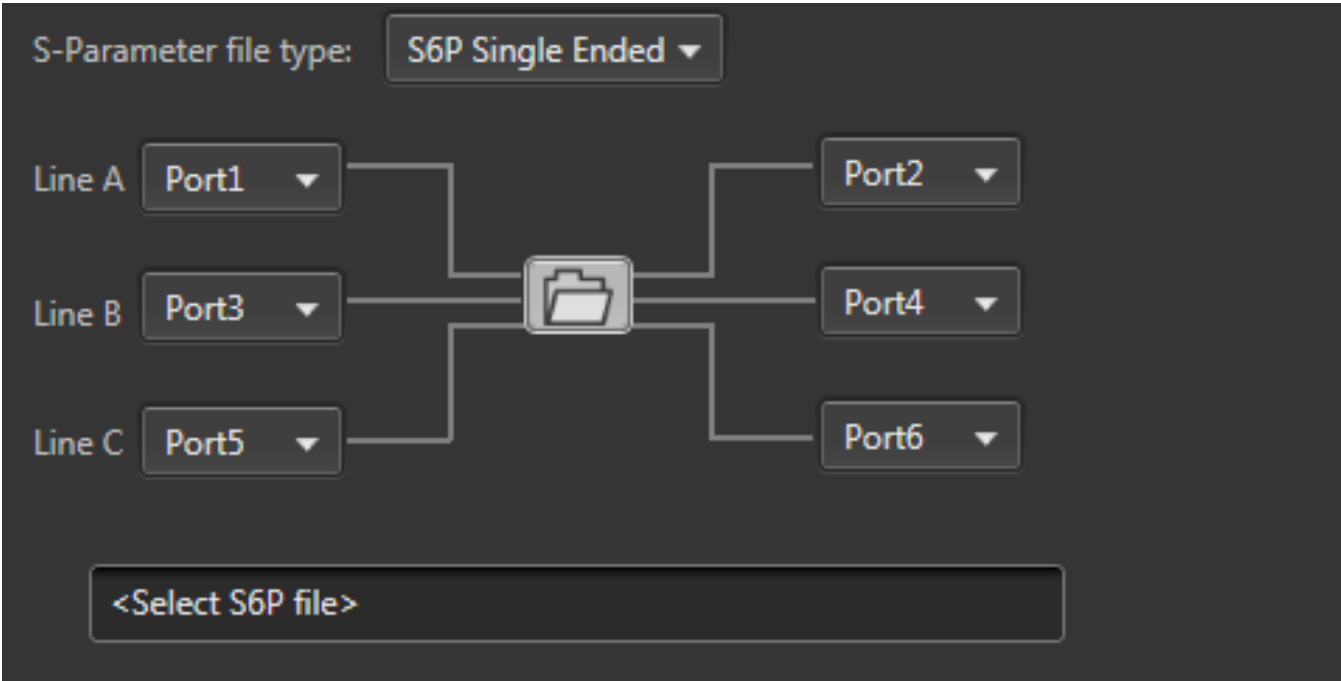 S-Parameter file type: S6P Single Ended
Line A Port1 Port2
Line B Port3 Port4
Line C Port5 Port6
<Select S6P file>